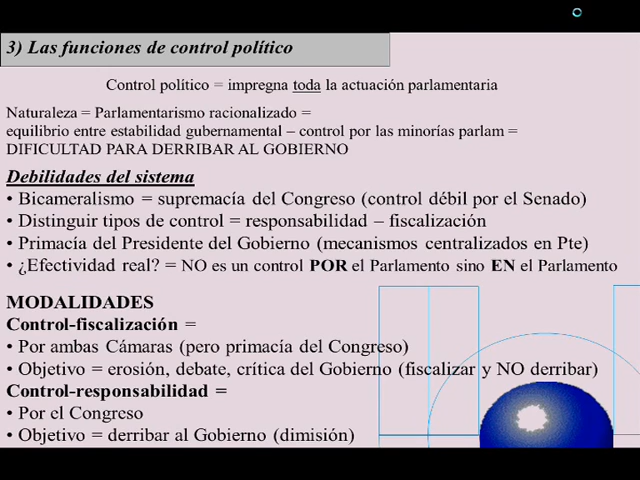 3) Las funciones de control político
Control político = impregna toda la actuación parlamentaria
Naturaleza = Parlamentarismo racionalizado =
equilibrio entre estabilidad gubernamental – control por las minorías parlam =
DIFICULTAD PARA DERRIBAR AL GOBIERNO
Debilidades del sistema
• Bicameralismo = supremacía del Congreso (control débil por el Senado)
• Distinguir tipos de control = responsabilidad – fiscalización
• Primacía del Presidente del Gobierno (mecanismos centralizados en Pte)
• ¿Efectividad real? = NO es un control POR el Parlamento sino EN el Parlamento
MODALIDADES
Control-fiscalización =
• Por ambas Cámaras (pero primacía del Congreso)
• Objetivo = erosión, debate, crítica del Gobierno (fiscalizar y NO derribar)
Control-responsabilidad =
• Por el Congreso
• Objetivo = derribar al Gobierno (dimisión)